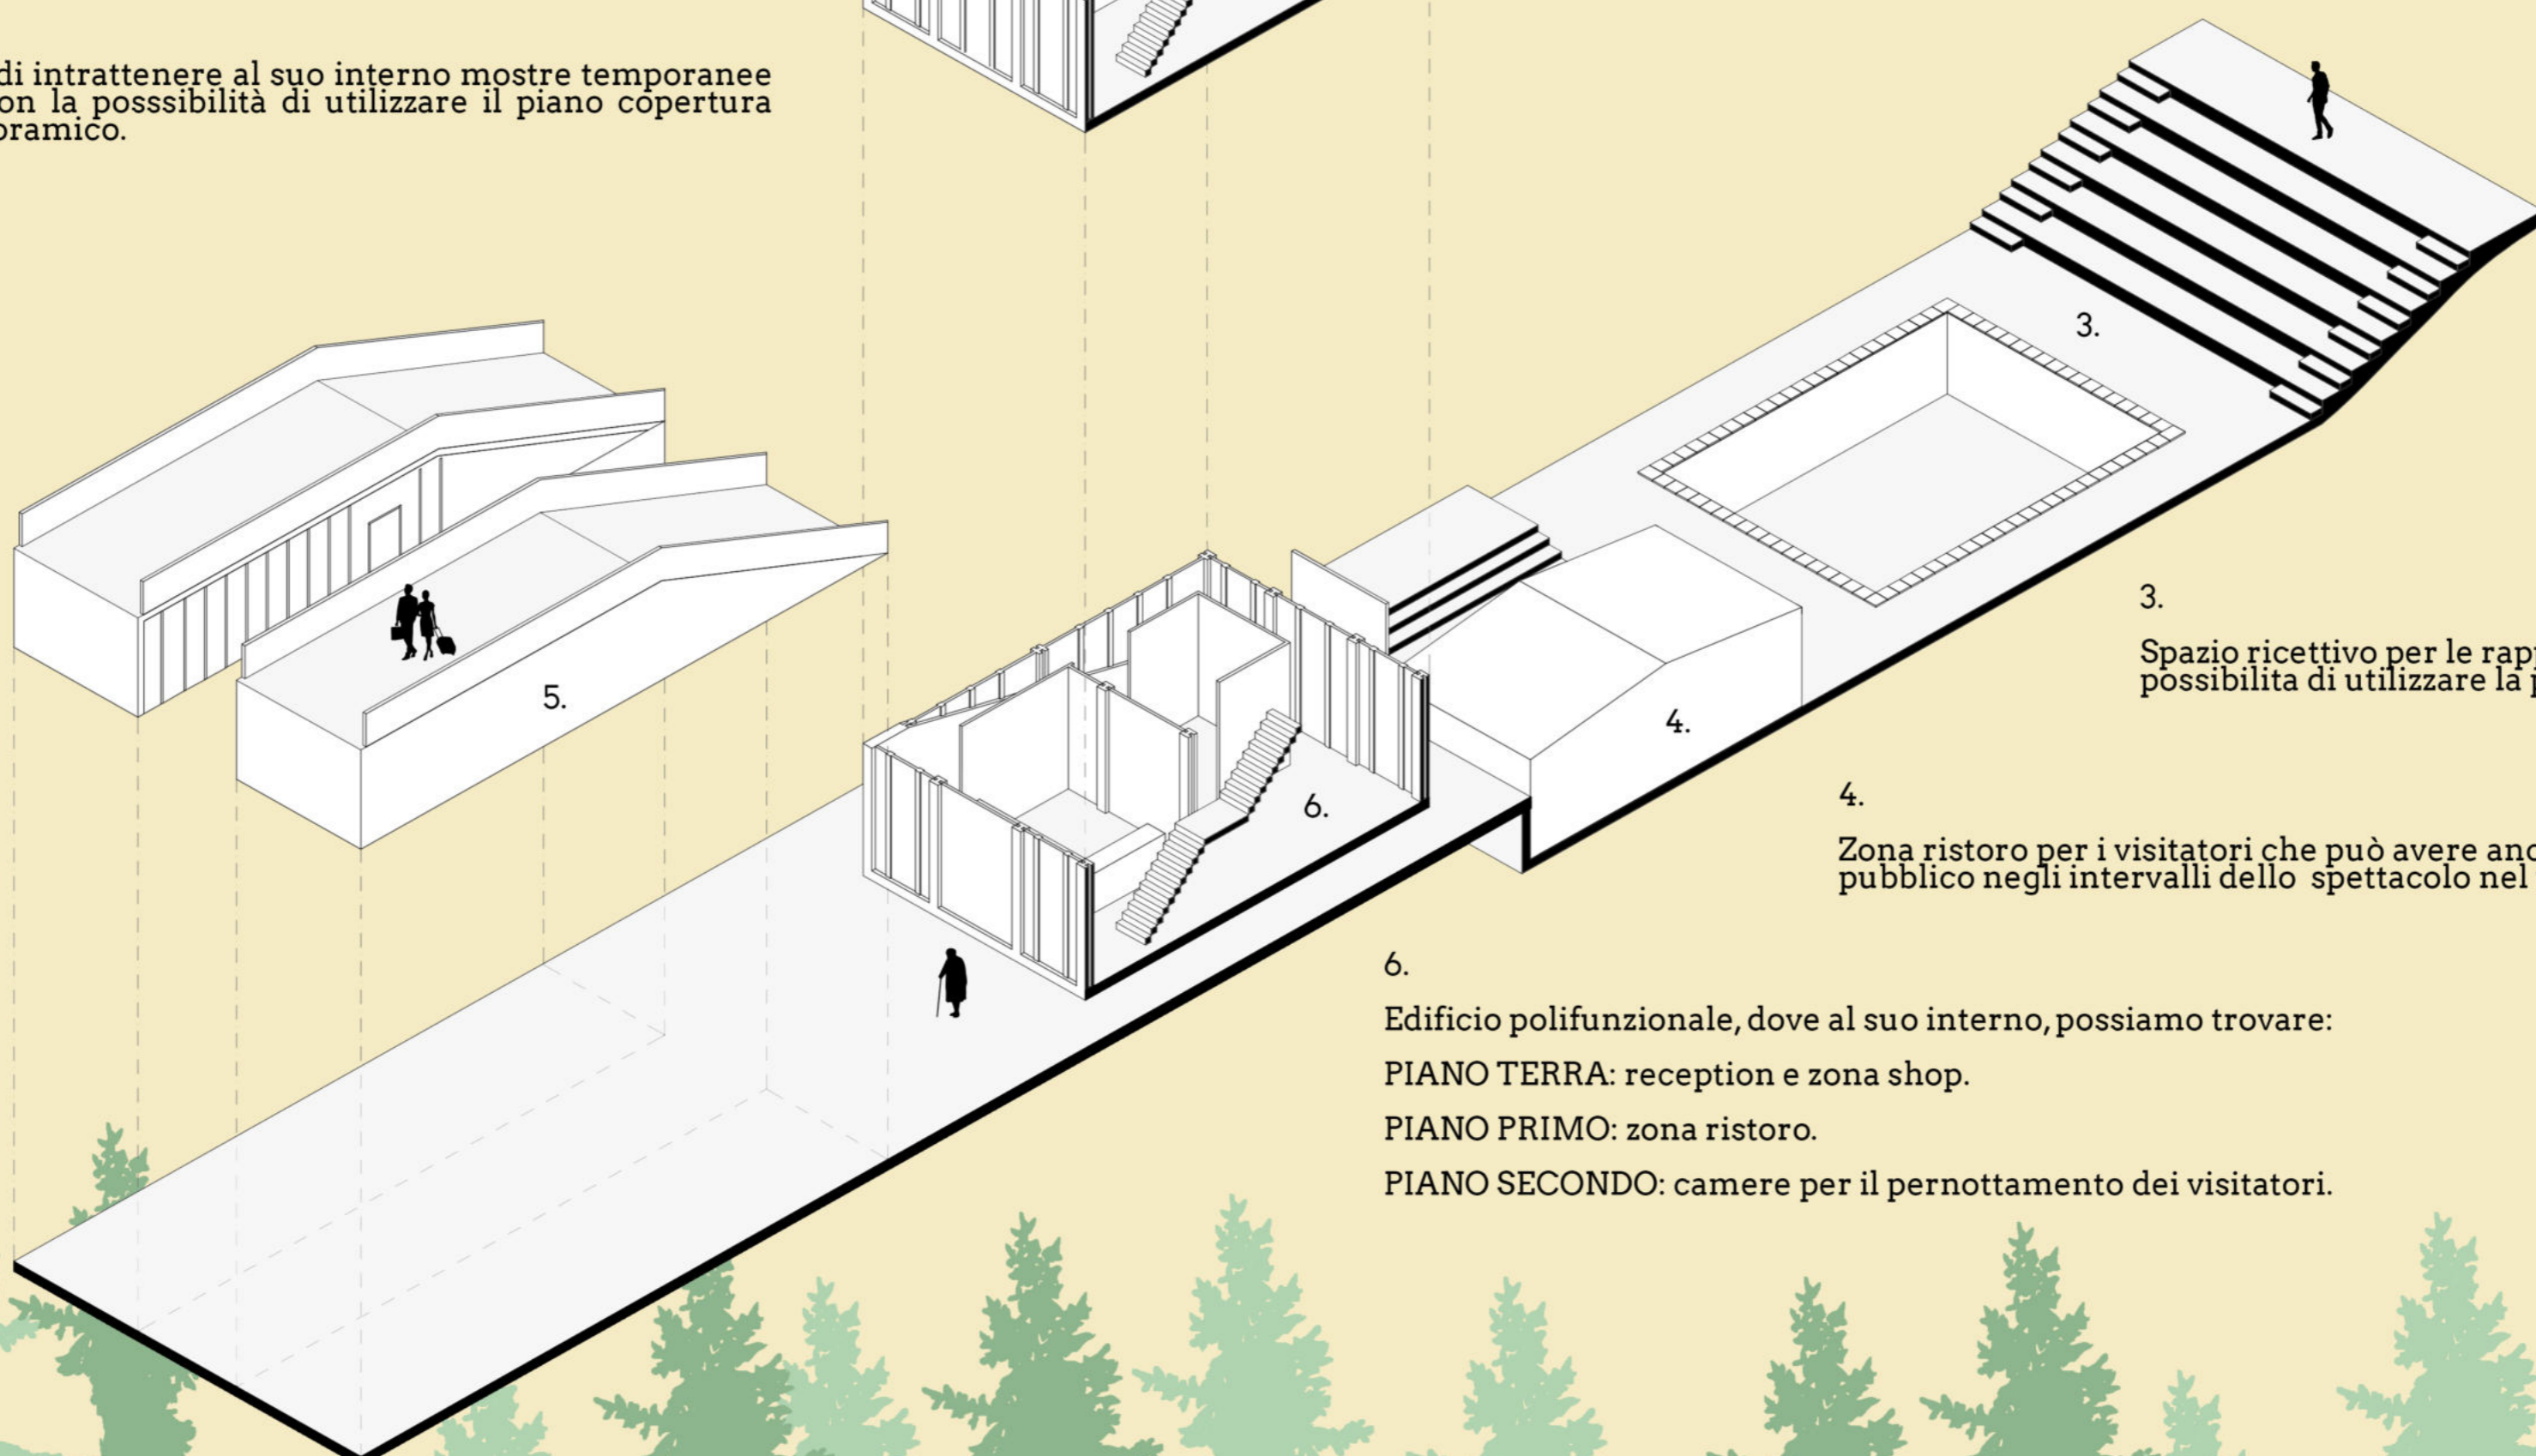 di intrattenere al suo interno mostre temporanee
on la posssibilità di utilizzare il piano copertura
oramico.
3.
5.
4.
6.
3.
Spazio ricettivo per le rap
possibilita di utilizzare la
4.
Zona ristoro per i visitatori che può avere anc
pubblico negli intervalli dello spettacolo nel
6.
Edificio polifunzionale, dove al suo interno, possiamo trovare:
PIANO TERRA: reception e zona shop.
PIANO PRIMO: zona ristoro.
PIANO SECONDO: camere per il pernottamento dei visitatori.